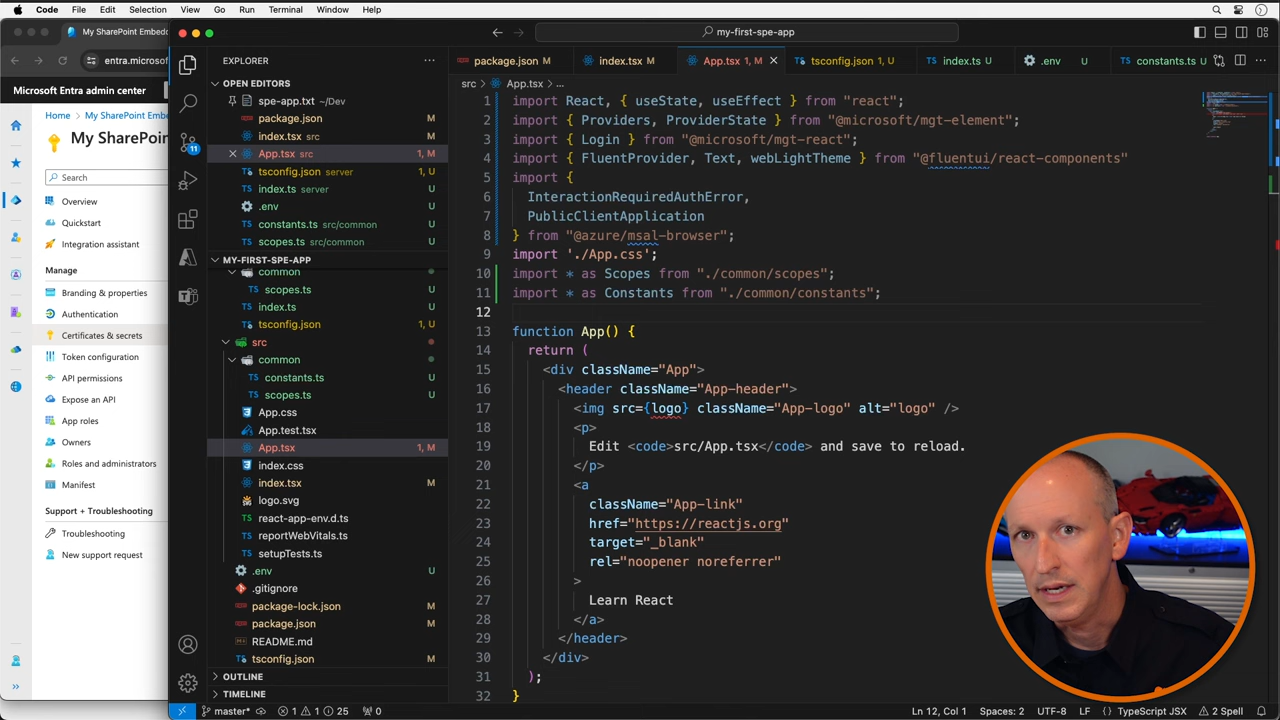 Code File Edit Selection View Go Run Terminal Window Help
My SharePoint Embedd
entra.microsof
Microsoft Entra admin center
Home > My SharePoint Embe
My SharePoint
Search
Overview
Quickstart
Integration assistant
Manage
Branding & properties
Authentication
Certificates & secrets
Token configuration
API permissions
Expose an API
App roles
Owners
Roles and administrators
Manifest
Support + Troubleshooting
Troubleshooting
New support request
my-first-spe-app
11
EXPLORER
OPEN EDITORS
spe-app.txt ~/Dev
package.json M
index.tsx src M
App.tsx src 1, M
tsconfig.json server 1, U
index.ts server U
.env U
constants.ts src/common U
scopes.ts src/common U
MY-FIRST-SPE-APP
common
scopes.ts U
index.ts U
tsconfig.json 1, U
src
common
constants.ts U
scopes.ts U
App.css
App.test.tsx
App.tsx 1, M
index.css
index.tsx M
logo.svg
react-app-env.d.ts
reportWebVitals.ts
setupTests.ts
.env U
.gitignore
package-lock.json M
package.json M
README.md
tsconfig.json M
OUTLINE
TIMELINE
package.json M index.tsx M App.tsx 1, M tsconfig.json 1, U index.ts U .env U constants.ts U
src > App.tsx > ...
1 import React, { useState, useEffect } from "react";
2 import { Providers, ProviderState } from "@microsoft/mgt-element";
3 import { Login } from "@microsoft/mgt-react";
4 import { FluentProvider, Text, webLightTheme } from "@fluentui/react-components"
5 import {
6 InteractionRequiredAuthError,
7 PublicClientApplication
8 } from "@azure/msal-browser";
9 import './App.css';
10 import * as Scopes from "./common/scopes";
11 import * as Constants from "./common/constants";
12
13 function App() {
14 return (
15 <div className="App">
16 <header className="App-header">
17 <img src={logo} className="App-logo" alt="logo" />
18 <p>
19 Edit <code>src/App.tsx</code> and save to reload.
20 </p>
21 <a
22 className="App-link"
23 href="https://reactjs.org"
24 target="_blank"
25 rel="noopener noreferrer"
26 >
27 Learn React
28 </a>
29 </header>
30 </div>
31 );
32 }
master* 1 1 25 0 Ln 12, Col 1 Spaces: 2 UTF-8 LF {} TypeScript JSX 2 Spell